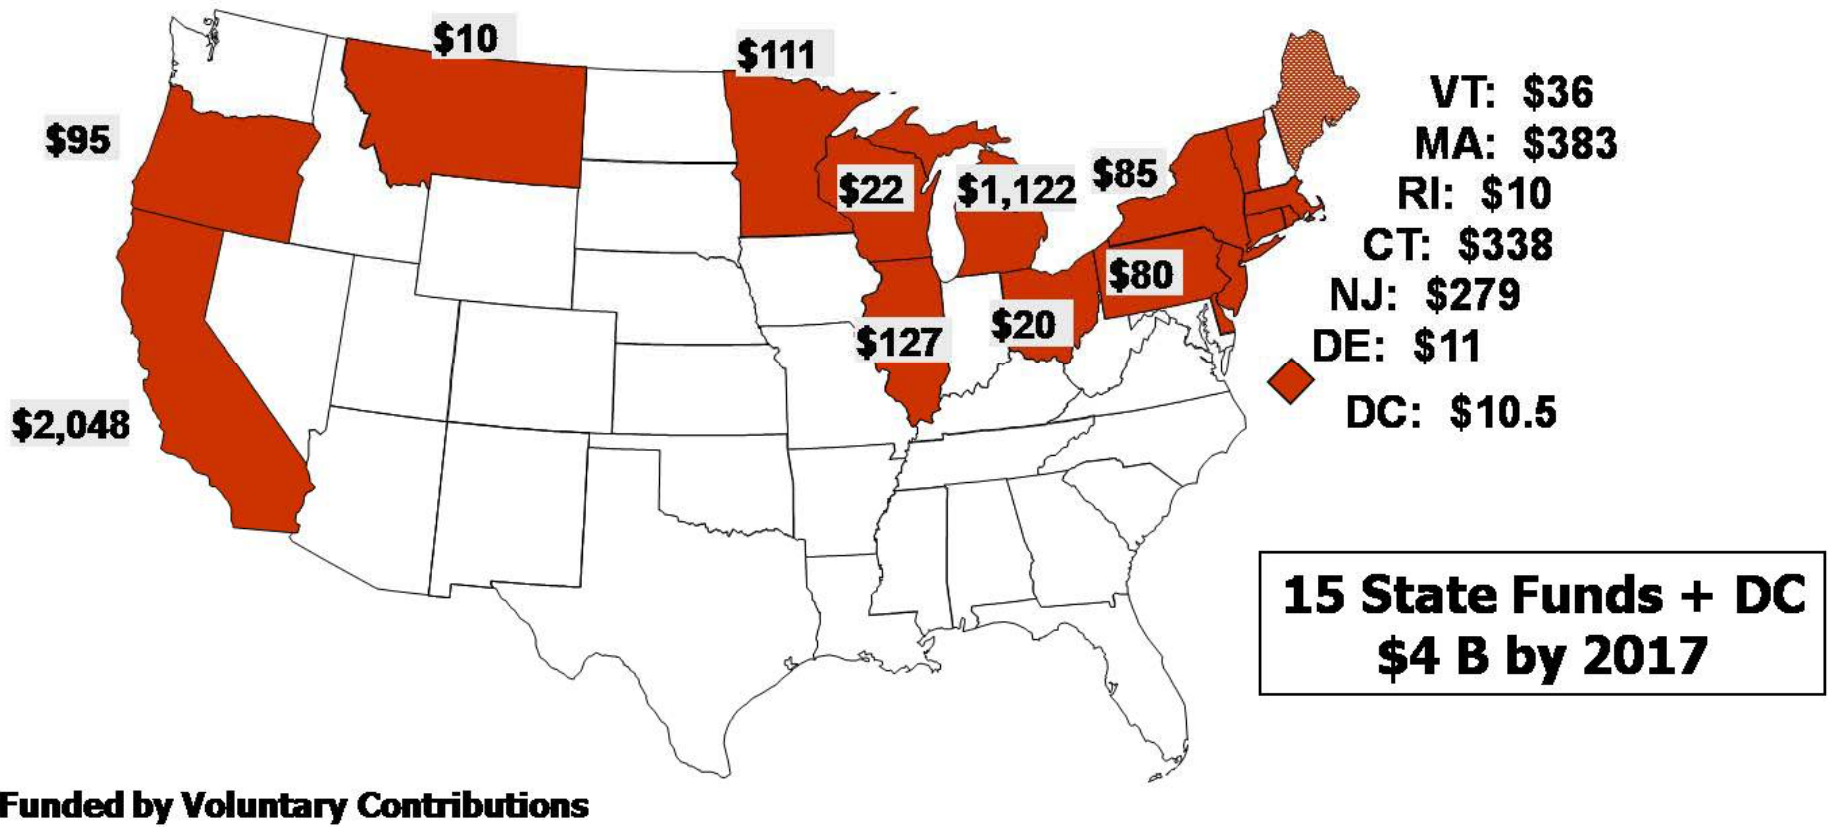 $10
$111
$95
VT: $36
MA: $383
$85
$22
$1,122
RI: $10
CT: $338
$80
NJ: $279
$20
$127
DE: $11
$2,048
DC: $10.5
15 State Funds + DC
$4 B by 2017
Funded by Voluntary Contributions